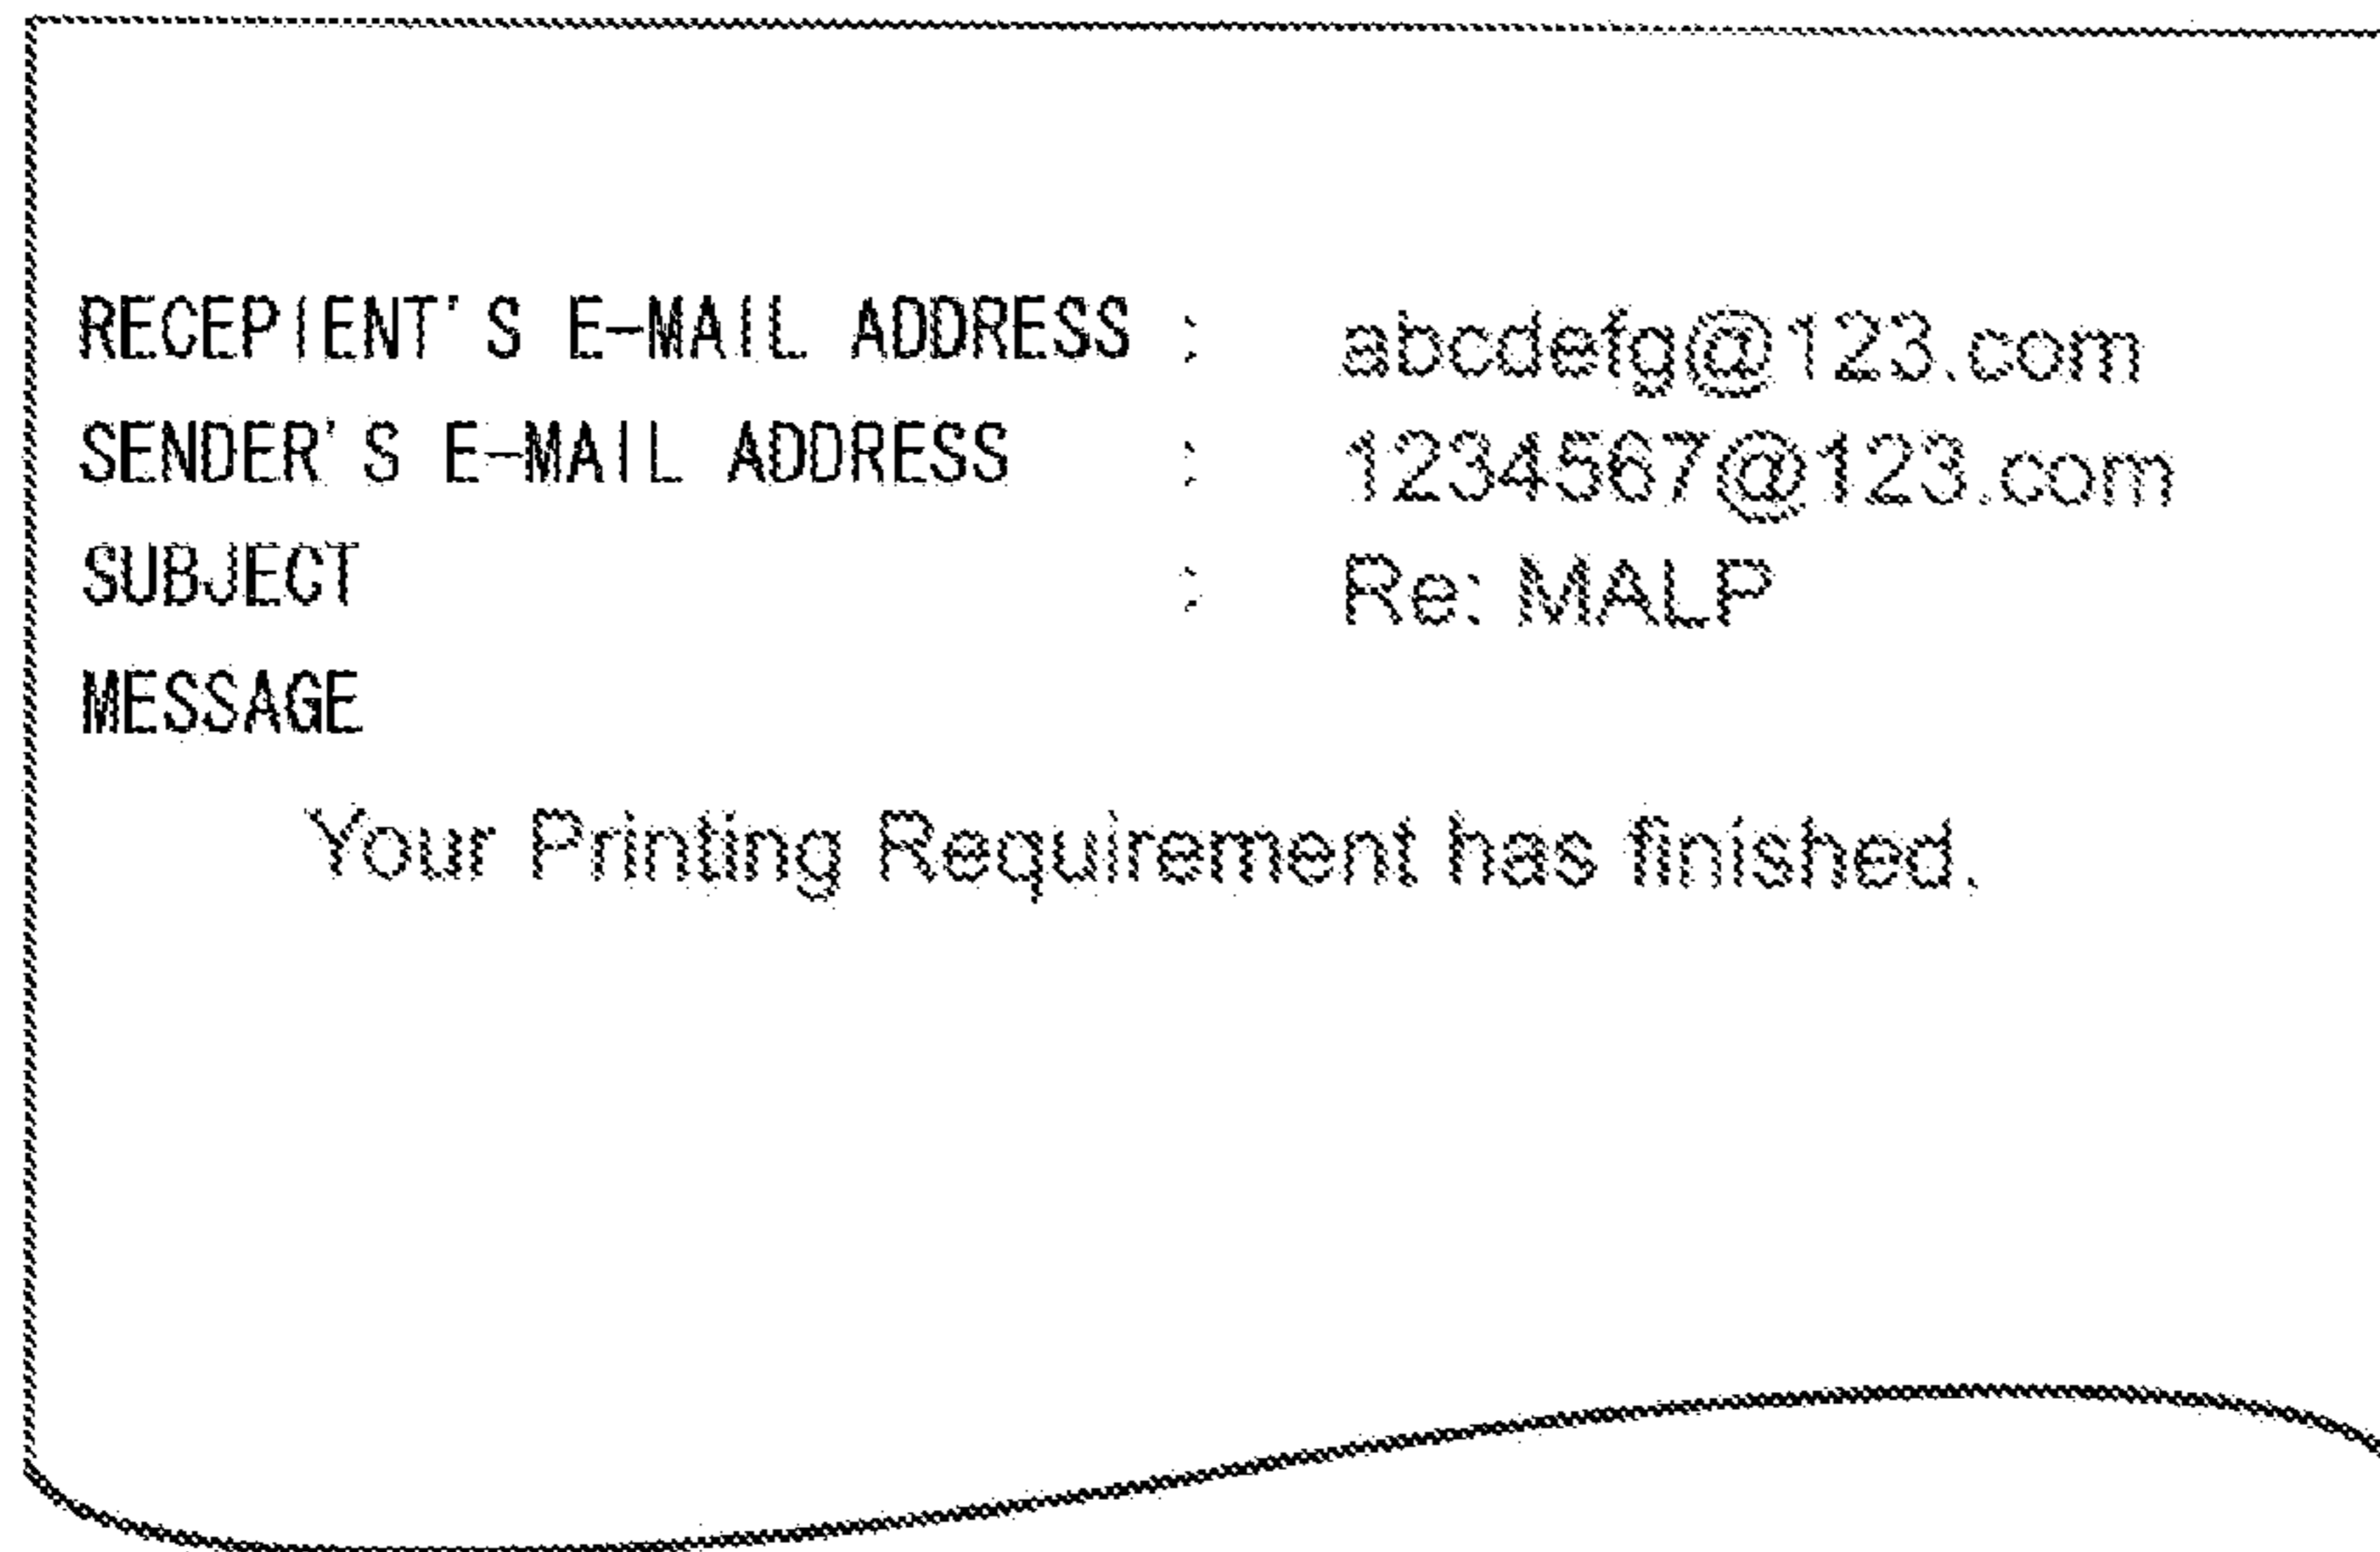 RECEPIENT'S E-MAIL ADDRESS : abcdefg@123.com
SENDER'S E-MAIL ADDRESS : 1234567@123.com
SUBJECT : Re: MALP
MESSAGE
Your Printing Requirement has finished.